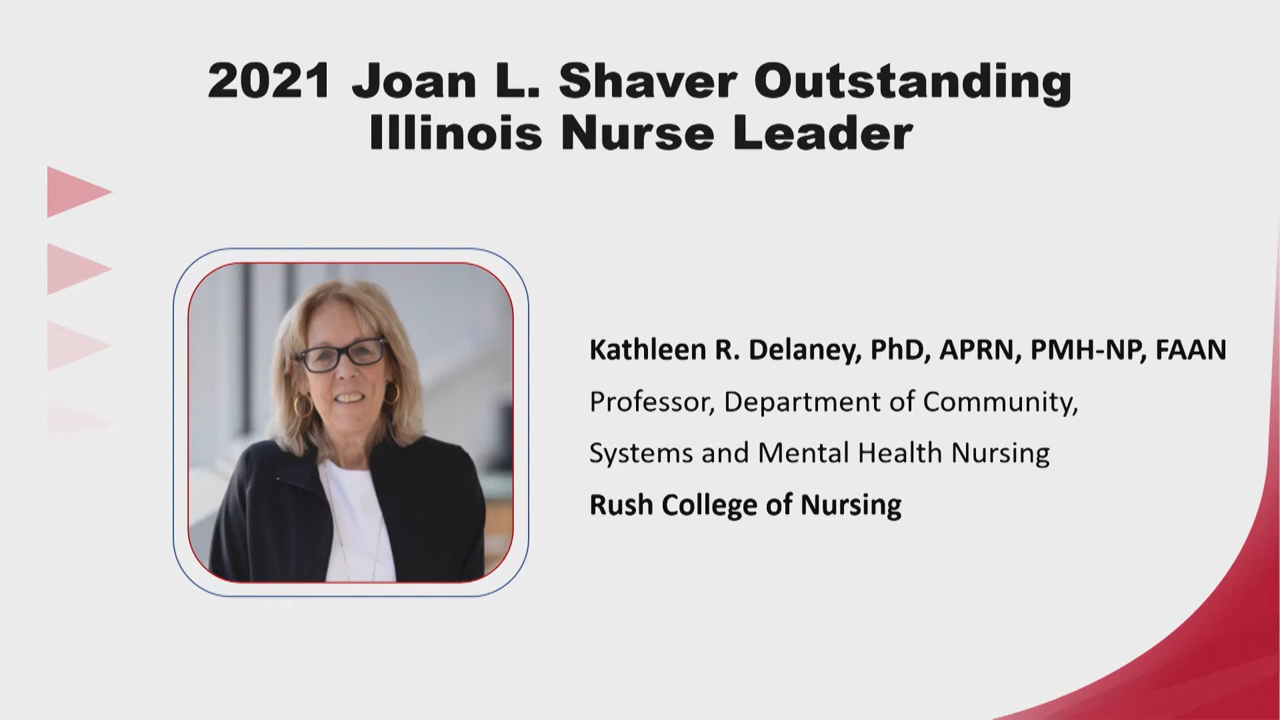 2021 Joan L. Shaver Outstanding
Illinois Nurse Leader
Kathleen R. Delaney, PhD, APRN, PMH-NP, FAAN
Professor, Department of Community,
Systems and Mental Health Nursing
Rush College of Nursing